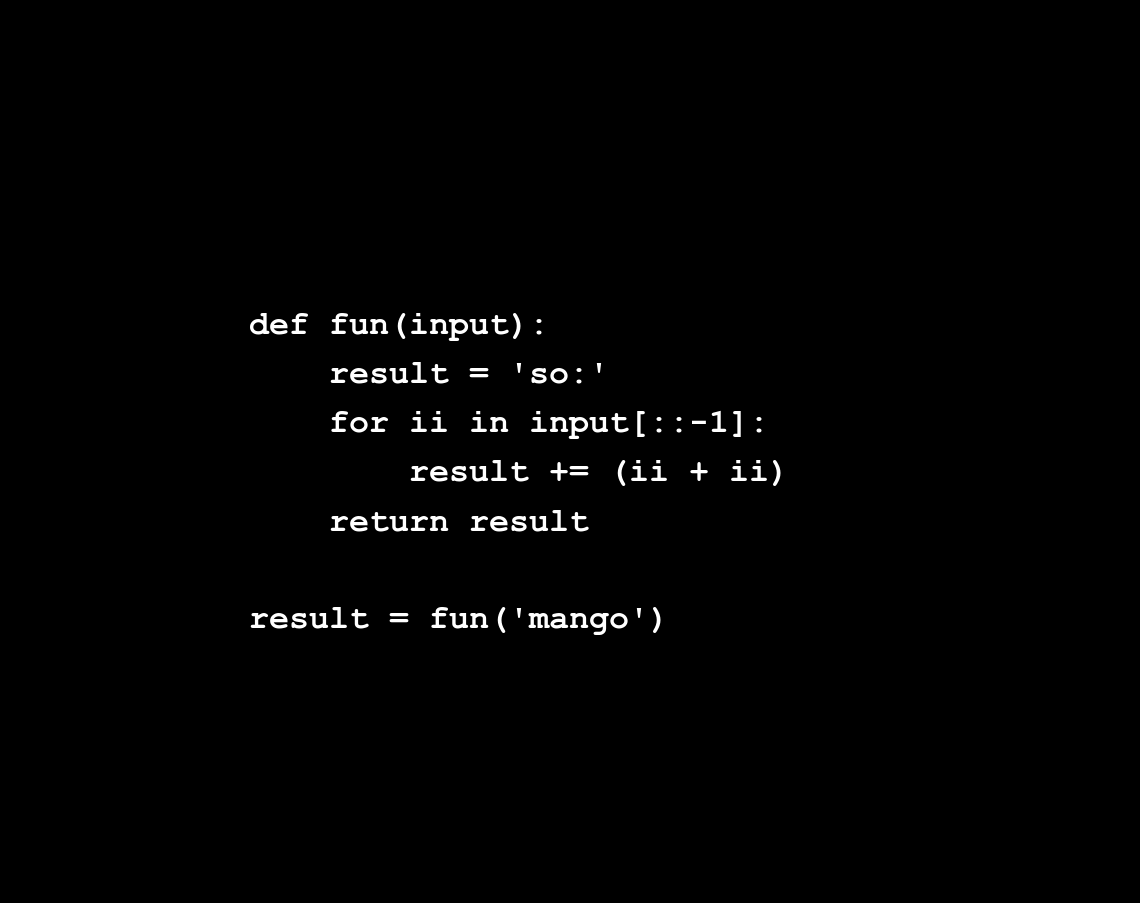 def fun(input):
    result = 'so:'
    for ii in input[::-1]:
        result += (ii + ii)
    return result

result = fun('mango')